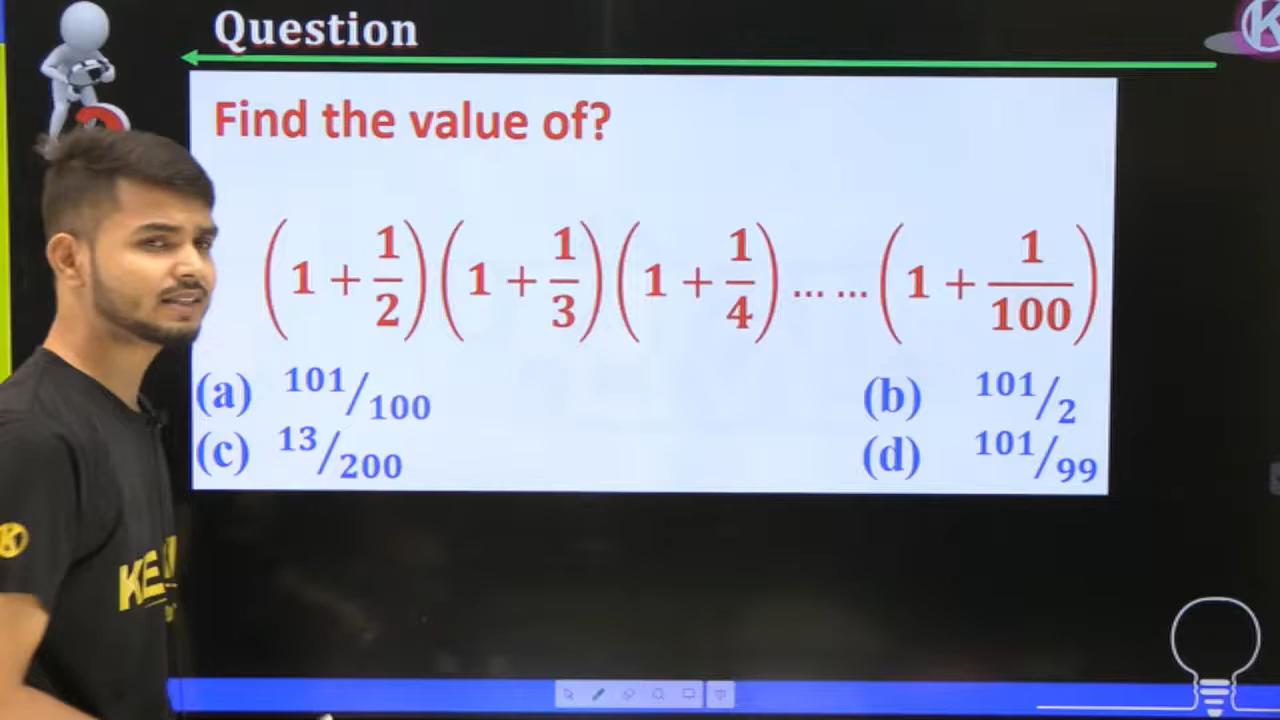 Question
Find the value of?
(1 + 1/2)(1 + 1/3)(1 + 1/4) ... ... (1 + 1/100)
(a) 101/100 (b) 101/2
(c) 13/200 (d) 101/99
K
K